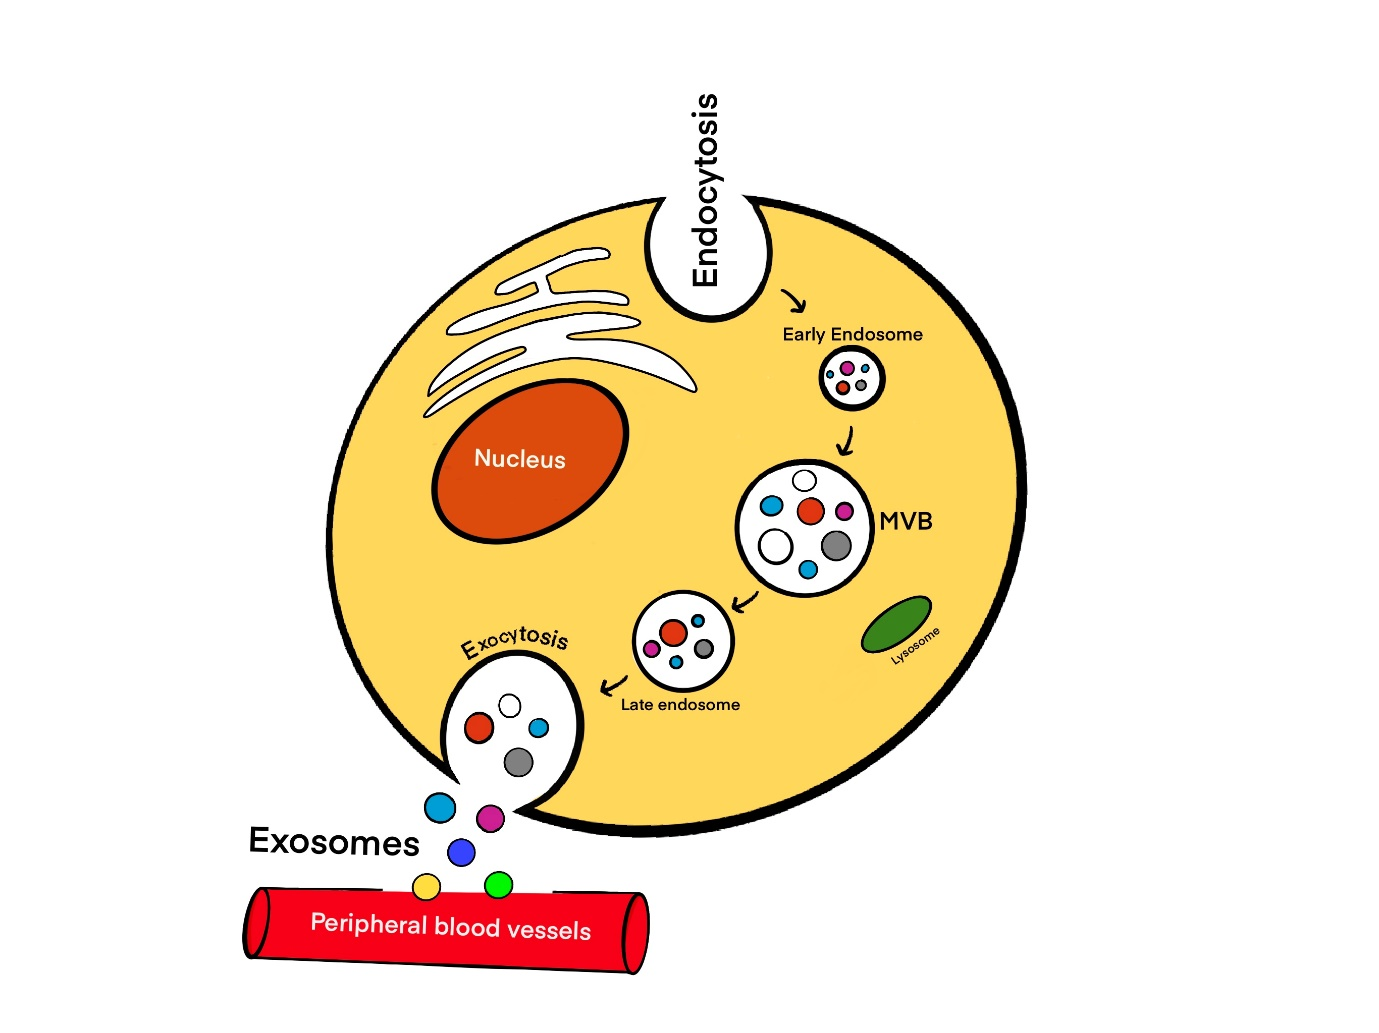 Endocytosis
Early Endosome
Nucleus
MVB
Lysosome
Exocytosis
Late endosome
Exosomes
Peripheral blood vessels